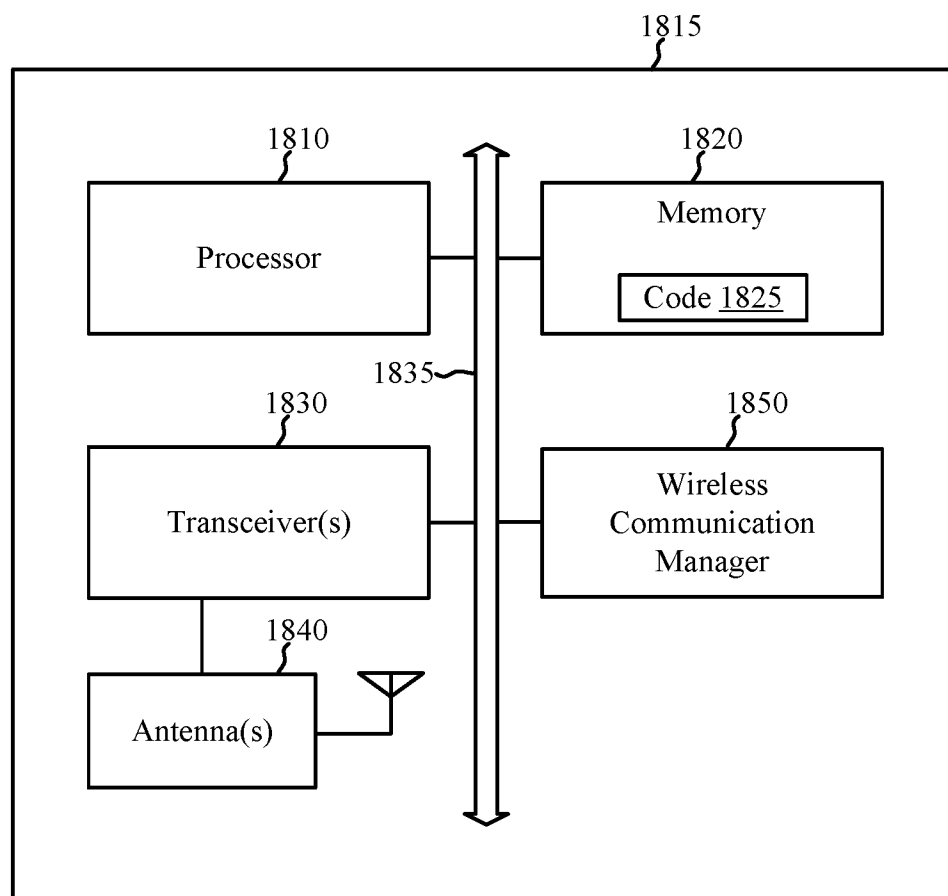 1815
1810
1820
Processor
Memory
Code 1825
1835
1830
1850
Transceiver(s)
Wireless
Communication
Manager
1840
Antenna(s)